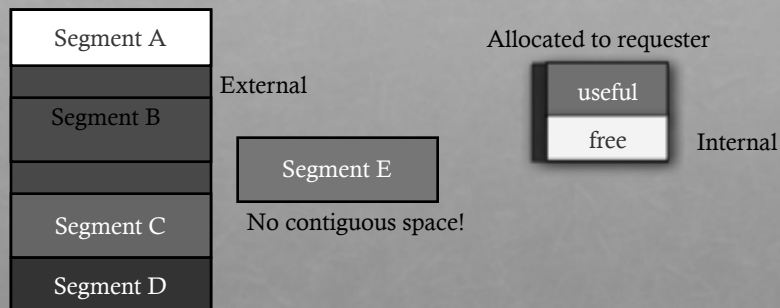 Segment A
External
Segment B
Segment E
No contiguous space!
Segment C
Segment D
Allocated to requester
useful
free
Internal